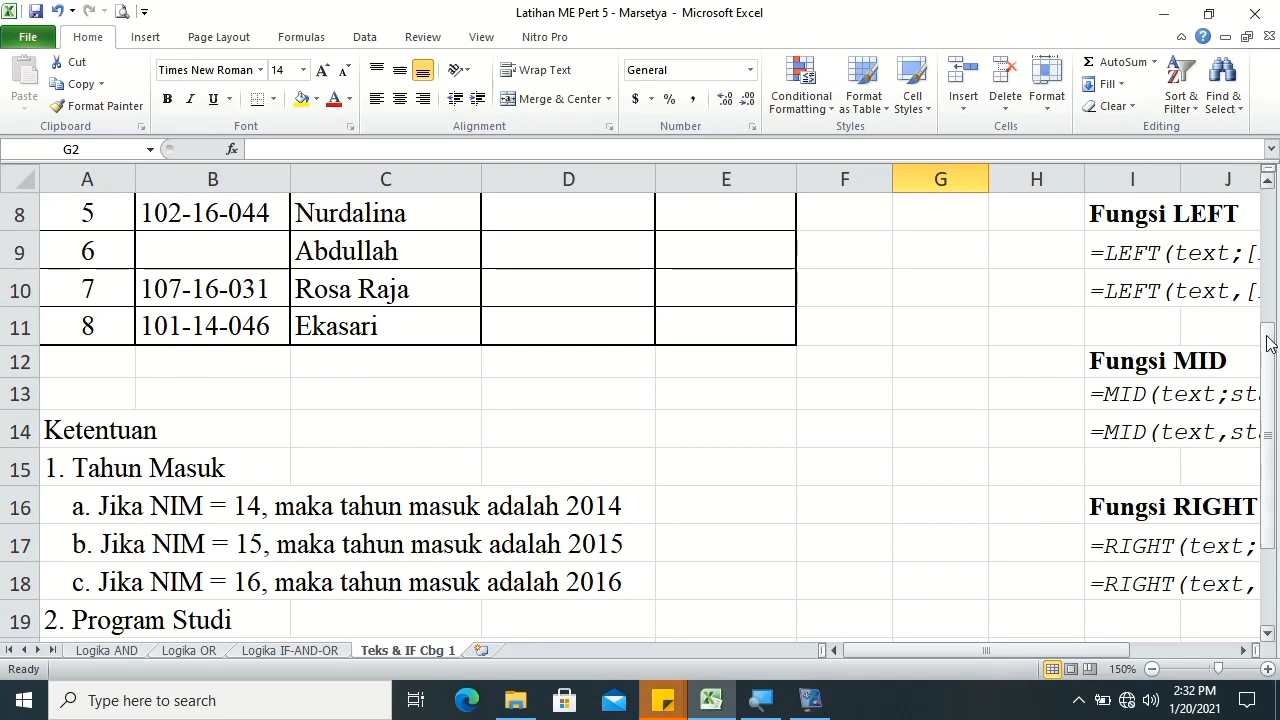 Latihan ME Pert 5 - Marsetya - Microsoft Excel
File Home Insert Page Layout Formulas Data Review View Nitro Pro
Paste Cut Copy Format Painter Clipboard
Times New Roman 14 B I U A A A Font
Wrap Text Merge & Center Alignment
General $ % , .00 .0 Number
Conditional Formatting Format as Table Cell Styles Styles
Insert Delete Format Cells
Σ AutoSum Fill Clear Sort & Filter Find & Select Editing
G2 fx
A B C D E F G H I J
8 5 102-16-044 Nurdalina Fungsi LEFT
9 6 Abdullah =LEFT(text;[
10 7 107-16-031 Rosa Raja =LEFT(text,[
11 8 101-14-046 Ekasari
12 Fungsi MID
13 =MID(text;sta
14 Ketentuan =MID(text,sta
15 1. Tahun Masuk
16 a. Jika NIM = 14, maka tahun masuk adalah 2014 Fungsi RIGHT
17 b. Jika NIM = 15, maka tahun masuk adalah 2015 =RIGHT(text;
18 c. Jika NIM = 16, maka tahun masuk adalah 2016 =RIGHT(text,
19 2. Program Studi
Logika AND Logika OR Logika IF-AND-OR Teks & IF Cbg 1
Ready 150%
Type here to search 2:32 PM
1/20/2021